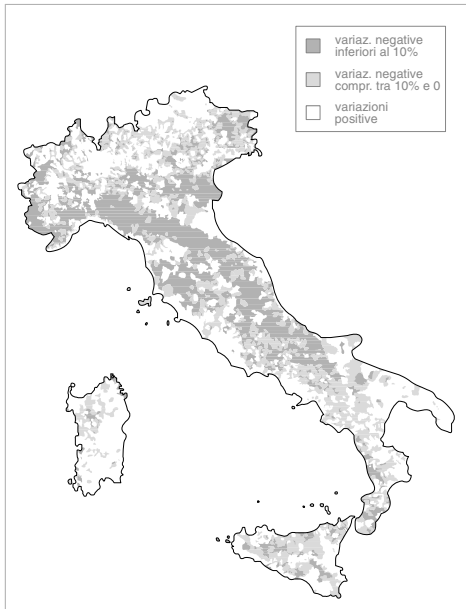 variaz. negative
inferiori al 10%
variaz. negative
compr. tra 10% e 0
variazioni
positive